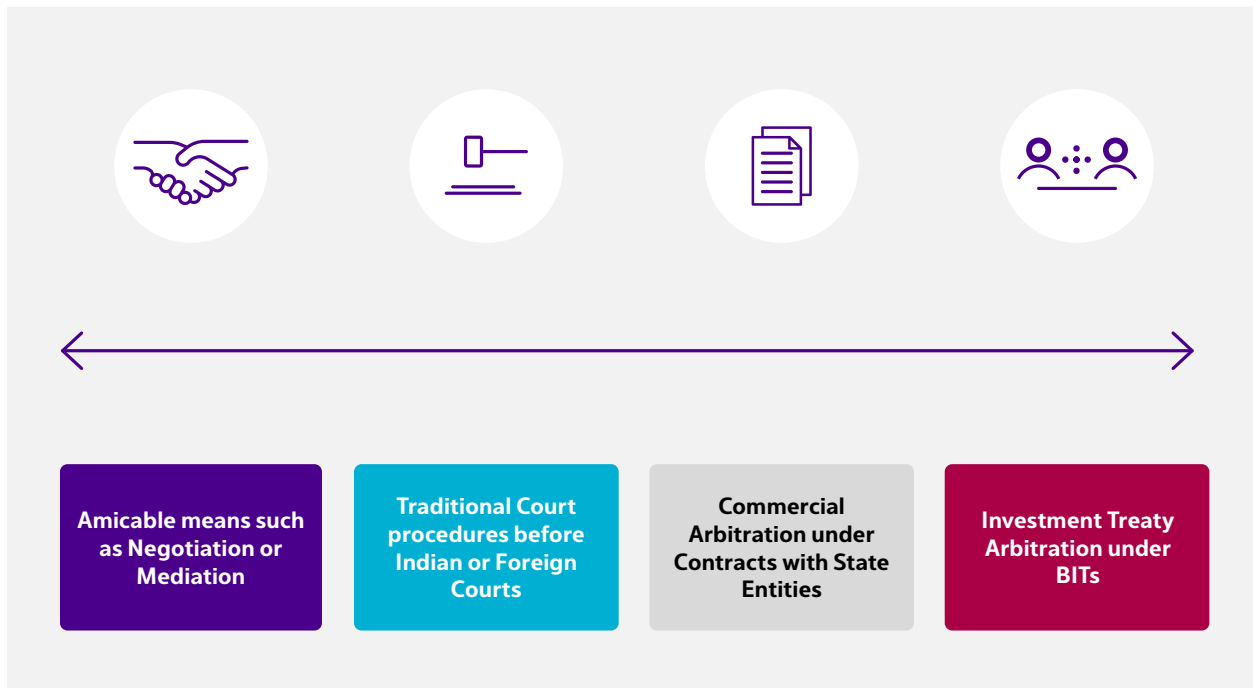 Amicable means such
as Negotiation or
Mediation
Traditional Court
procedures before
Indian or Foreign
Courts
Commercial
Arbitration under
Contracts with State
Entities
Investment Treaty
Arbitration under
BITs